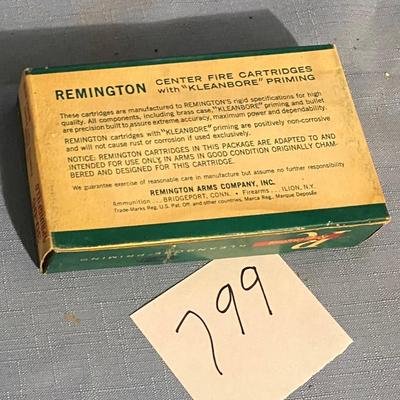 REMINGTON
CENTER FIRE CARTRIDGES
with "KLEANBORE" PRIMING
These cartridges are manufactured to REMINGTON'S rigid specifications for high
quality. All components, including brass case, "KLEANBORE" priming and bullet
are precision built to assure extreme accuracy, maximum power and dependability.
REMINGTON cartridges with "KLEANBORE" priming are positively non-corrosive
and will not cause rust or corrosion if used exclusively.
NOTICE: REMINGTON CARTRIDGES IN THIS PACKAGE ARE ADAPTED TO AND
INTENDED FOR USE ONLY IN ARMS IN GOOD CONDITION ORIGINALLY CHAM-
BERED AND DESIGNED FOR THIS CARTRIDGE.
We guarantee exercise of reasonable care in manufacture but assume no further responsibility.
REMINGTON ARMS COMPANY, INC.
Ammunition....BRIDGEPORT, CONN. • Firearms...ILION, N.Y.
Trade-Marks Reg. U.S. Pat. Off. and other countries, Marca Reg., Marque Deposée
KLEANBORE PRIMING
799